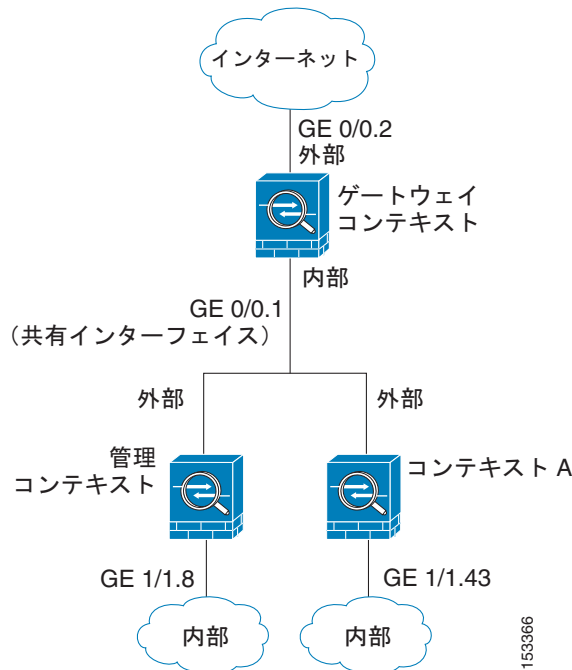 インターネット
GE 0/0.2
外部
ゲートウェイ
コンテキスト
内部
GE 0/0.1
（共有インターフェイス）
外部
外部
管理
コンテキスト
コンテキスト A
GE 1/1.8
GE 1/1.43
内部
内部
153366